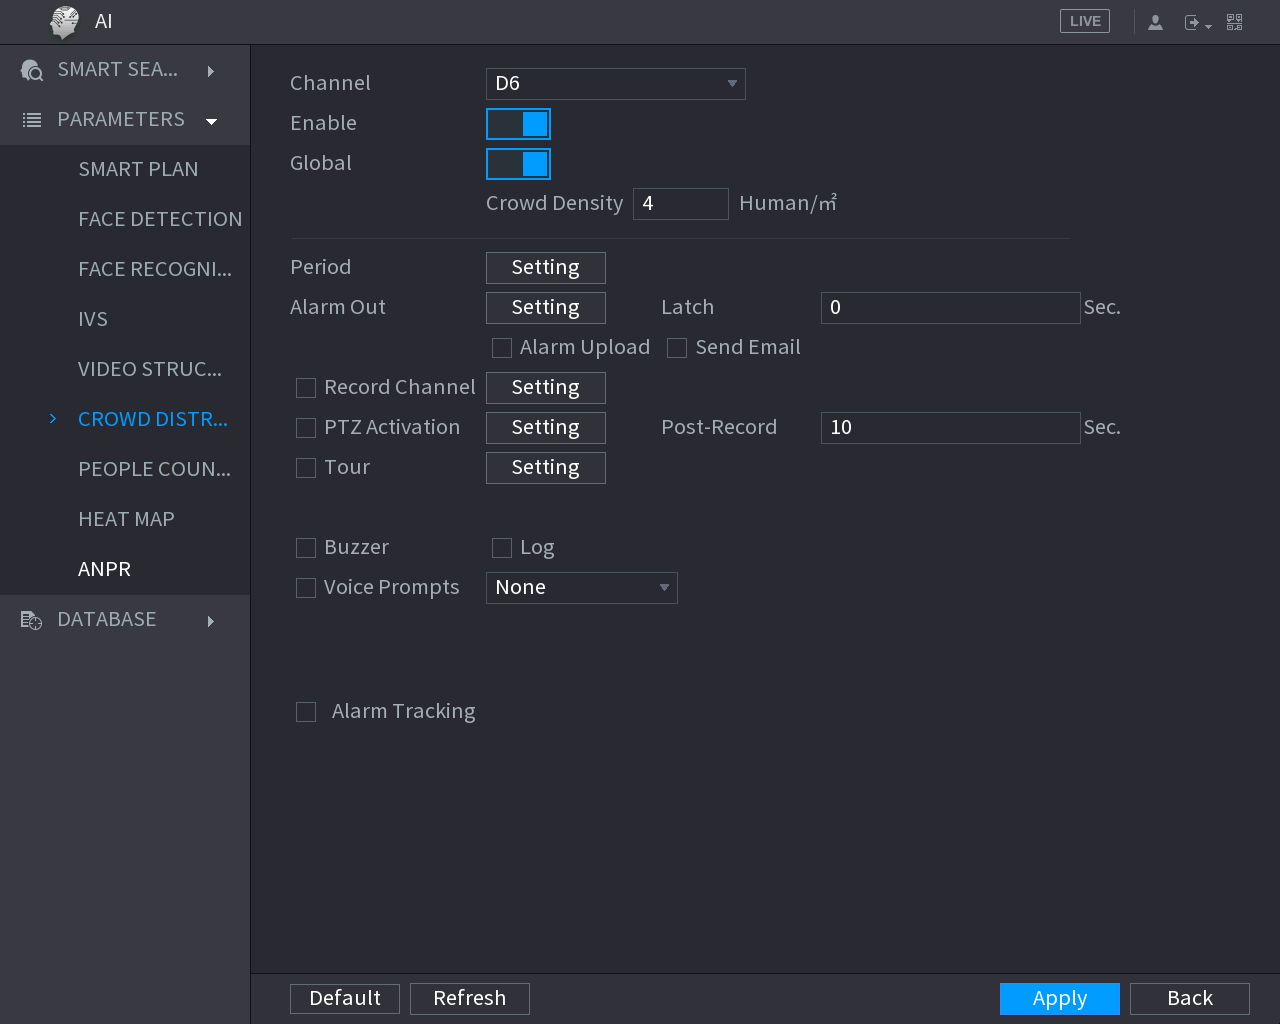 AI
LIVE
SMART SEA...
PARAMETERS
SMART PLAN
FACE DETECTION
FACE RECOGNI...
IVS
VIDEO STRUC...
CROWD DISTR...
PEOPLE COUN...
HEAT MAP
ANPR
DATABASE
Channel D6
Enable
Global
Crowd Density 4 Human/㎡
Period Setting
Alarm Out Setting Latch 0 Sec.
Alarm Upload Send Email
Record Channel Setting
PTZ Activation Setting Post-Record 10 Sec.
Tour Setting
Buzzer Log
Voice Prompts None
Alarm Tracking
Default Refresh Apply Back